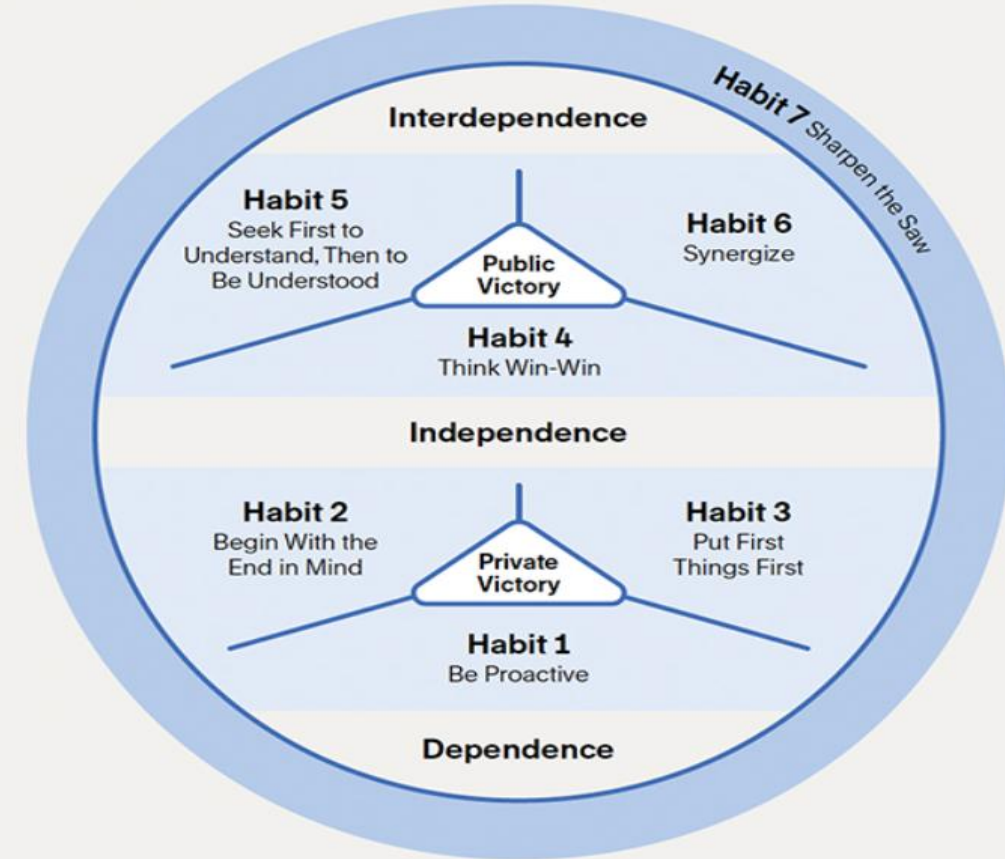 Habit 7 Sharpen the Saw
Interdependence
Habit 5
Seek First to
Understand, Then to
Be Understood
Habit 6
Synergize
Public
Victory
Habit 4
Think Win-Win
Independence
Habit 2
Begin With the
End in Mind
Habit 3
Put First
Things First
Private
Victory
Habit 1
Be Proactive
Dependence